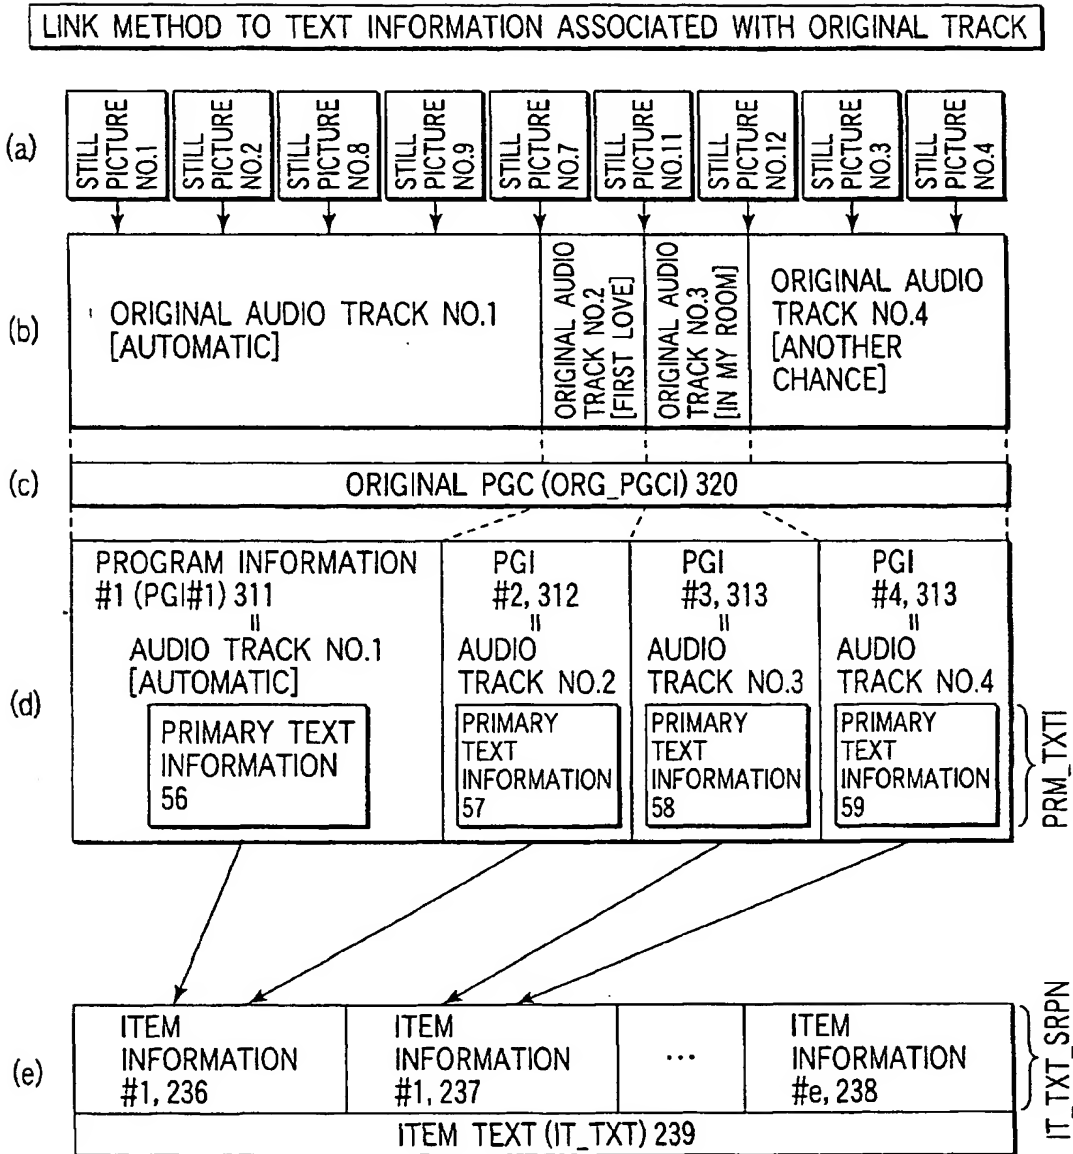 LINK METHOD TO TEXT INFORMATION ASSOCIATED WITH ORIGINAL TRACK
(a)
STILL
PICTURE
NO.1
STILL
PICTURE
NO.2
STILL
PICTURE
NO.8
STILL
PICTURE
NO.9
STILL
PICTURE
NO.7
STILL
PICTURE
NO.11
STILL
PICTURE
NO.12
STILL
PICTURE
NO.3
STILL
PICTURE
NO.4
(b)
ORIGINAL AUDIO TRACK NO.1
[AUTOMATIC]
ORIGINAL AUDIO
TRACK NO.2
[FIRST LOVE]
ORIGINAL AUDIO
TRACK NO.3
[IN MY ROOM]
ORIGINAL AUDIO
TRACK NO.4
[ANOTHER
CHANCE]
(c)
ORIGINAL PGC (ORG_PGCI) 320
(d)
PROGRAM INFORMATION
#1 (PGI#1) 311
=
AUDIO TRACK NO.1
[AUTOMATIC]
PRIMARY TEXT
INFORMATION
56
PGI
#2, 312
=
AUDIO
TRACK NO.2
PRIMARY
TEXT
INFORMATION
57
PGI
#3, 313
=
AUDIO
TRACK NO.3
PRIMARY
TEXT
INFORMATION
58
PGI
#4, 313
=
AUDIO
TRACK NO.4
PRIMARY
TEXT
INFORMATION
59
PRM_TXTI
(e)
ITEM
INFORMATION
#1, 236
ITEM
INFORMATION
#1, 237
...
ITEM
INFORMATION
#e, 238
IT_TXT_SRPN
ITEM TEXT (IT_TXT) 239